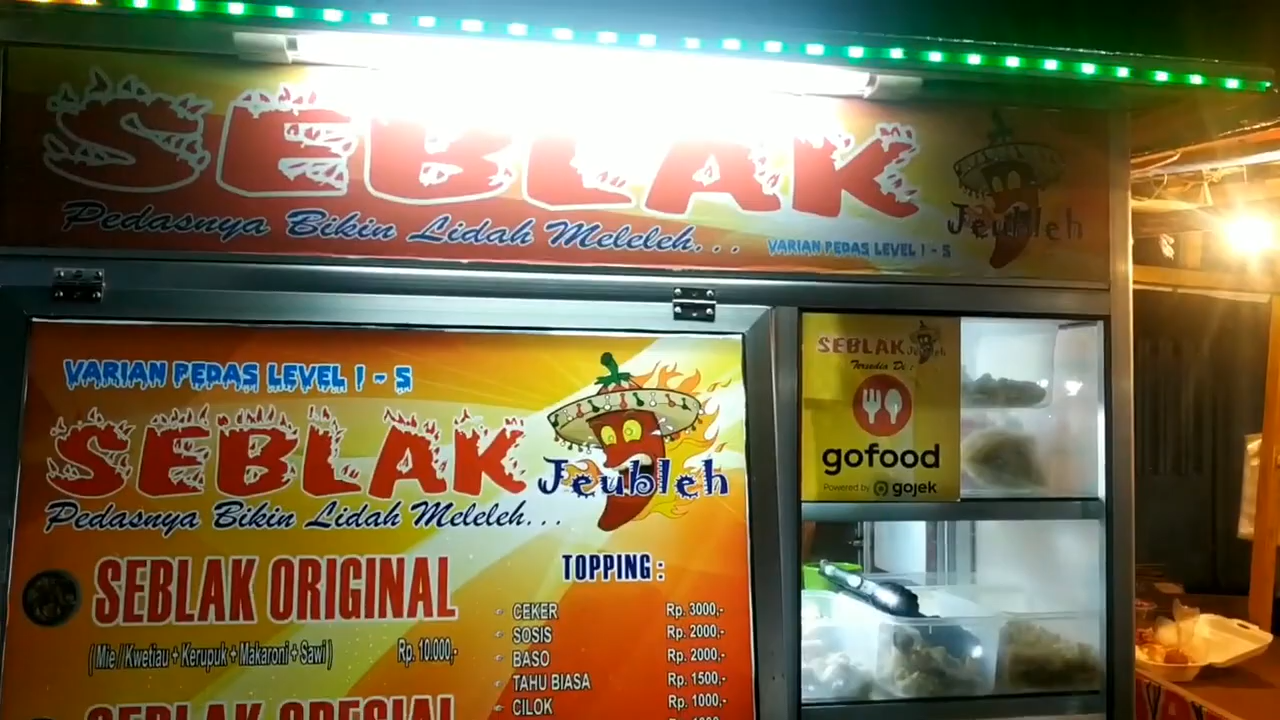 SEBLAK
Pedasnya Bikin Lidah Meleleh...
VARIAN PEDAS LEVEL 1 - 5
Jeubleh
VARIAN PEDAS LEVEL 1 - 5
SEBLAK
Jeubleh
Pedasnya Bikin Lidah Meleleh...
SEBLAK ORIGINAL
( Mie / Kwetiau + Kerupuk + Makaroni + Sawi ) Rp. 10.000,-
TOPPING :
CEKER Rp. 3000,-
SOSIS Rp. 2000,-
BASO Rp. 2000,-
TAHU BIASA Rp. 1500,-
CILOK Rp. 1000,-
SEBLAK Jeubleh
Tersedia Di :
gofood
Powered by gojek